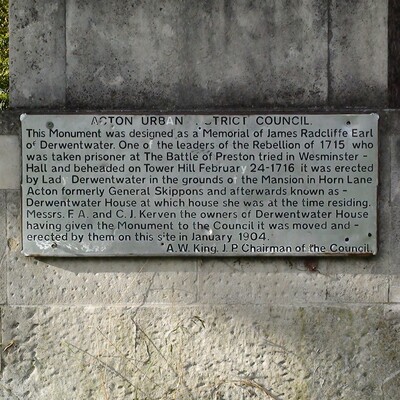 ACTON URBAN STRICT COUNCIL.
This Monument was designed as a Memorial of James Radcliffe Earl
of Derwentwater. One of the leaders of the Rebellion of 1715 who
was taken prisoner at The Battle of Preston tried in Wesminster -
Hall and beheaded on Tower Hill February 24-1716 it was erected
by Lady Derwentwater in the grounds of the Mansion in Horn Lane
Acton formerly General Skippons and afterwards known as -
Derwentwater House at which house she was at the time residing.
Messrs. F. A. and C. J. Kerven the owners of Derwentwater House
having given the Monument to the Council it was moved and -
erected by them on this site in January 1904.
A.W. King. J. P. Chairman of the Council.